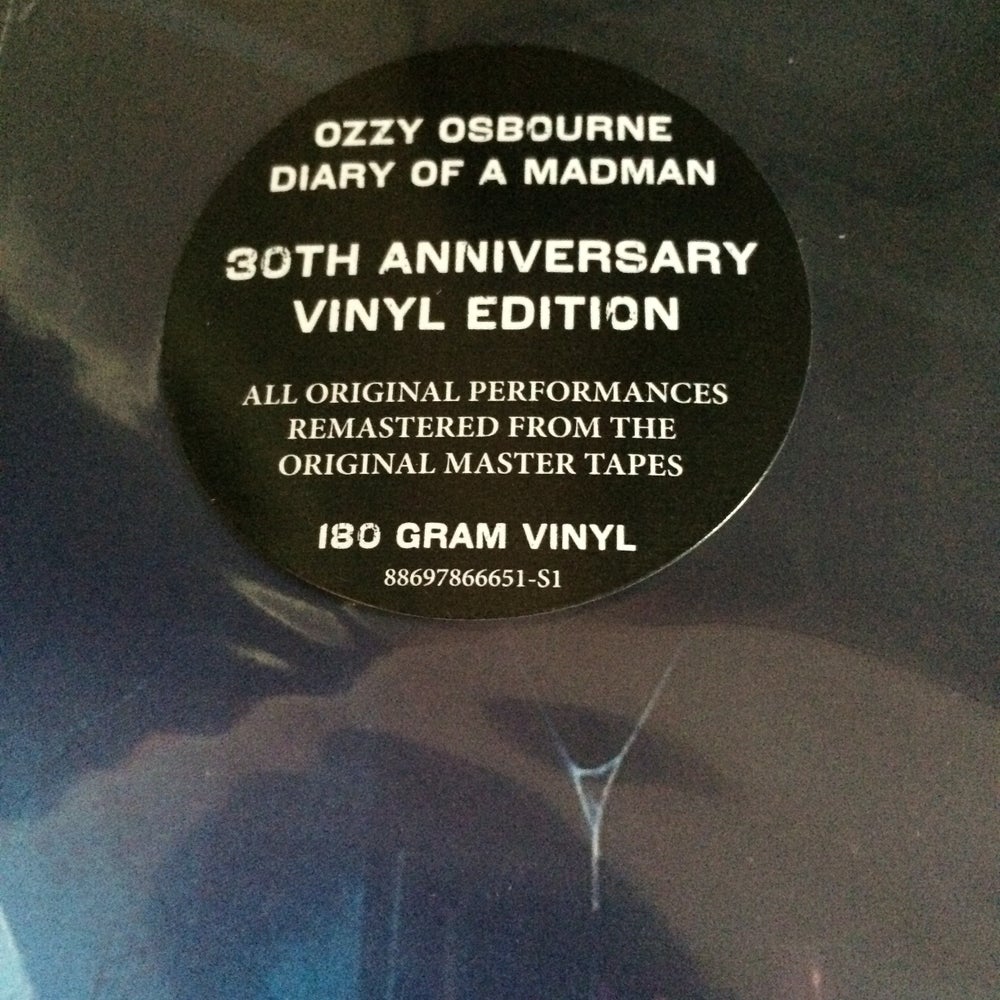 OZZY OSBOURNE
DIARY OF A MADMAN
30TH ANNIVERSARY
VINYL EDITION
ALL ORIGINAL PERFORMANCES
REMASTERED FROM THE
ORIGINAL MASTER TAPES
180 GRAM VINYL
88697866651-S1